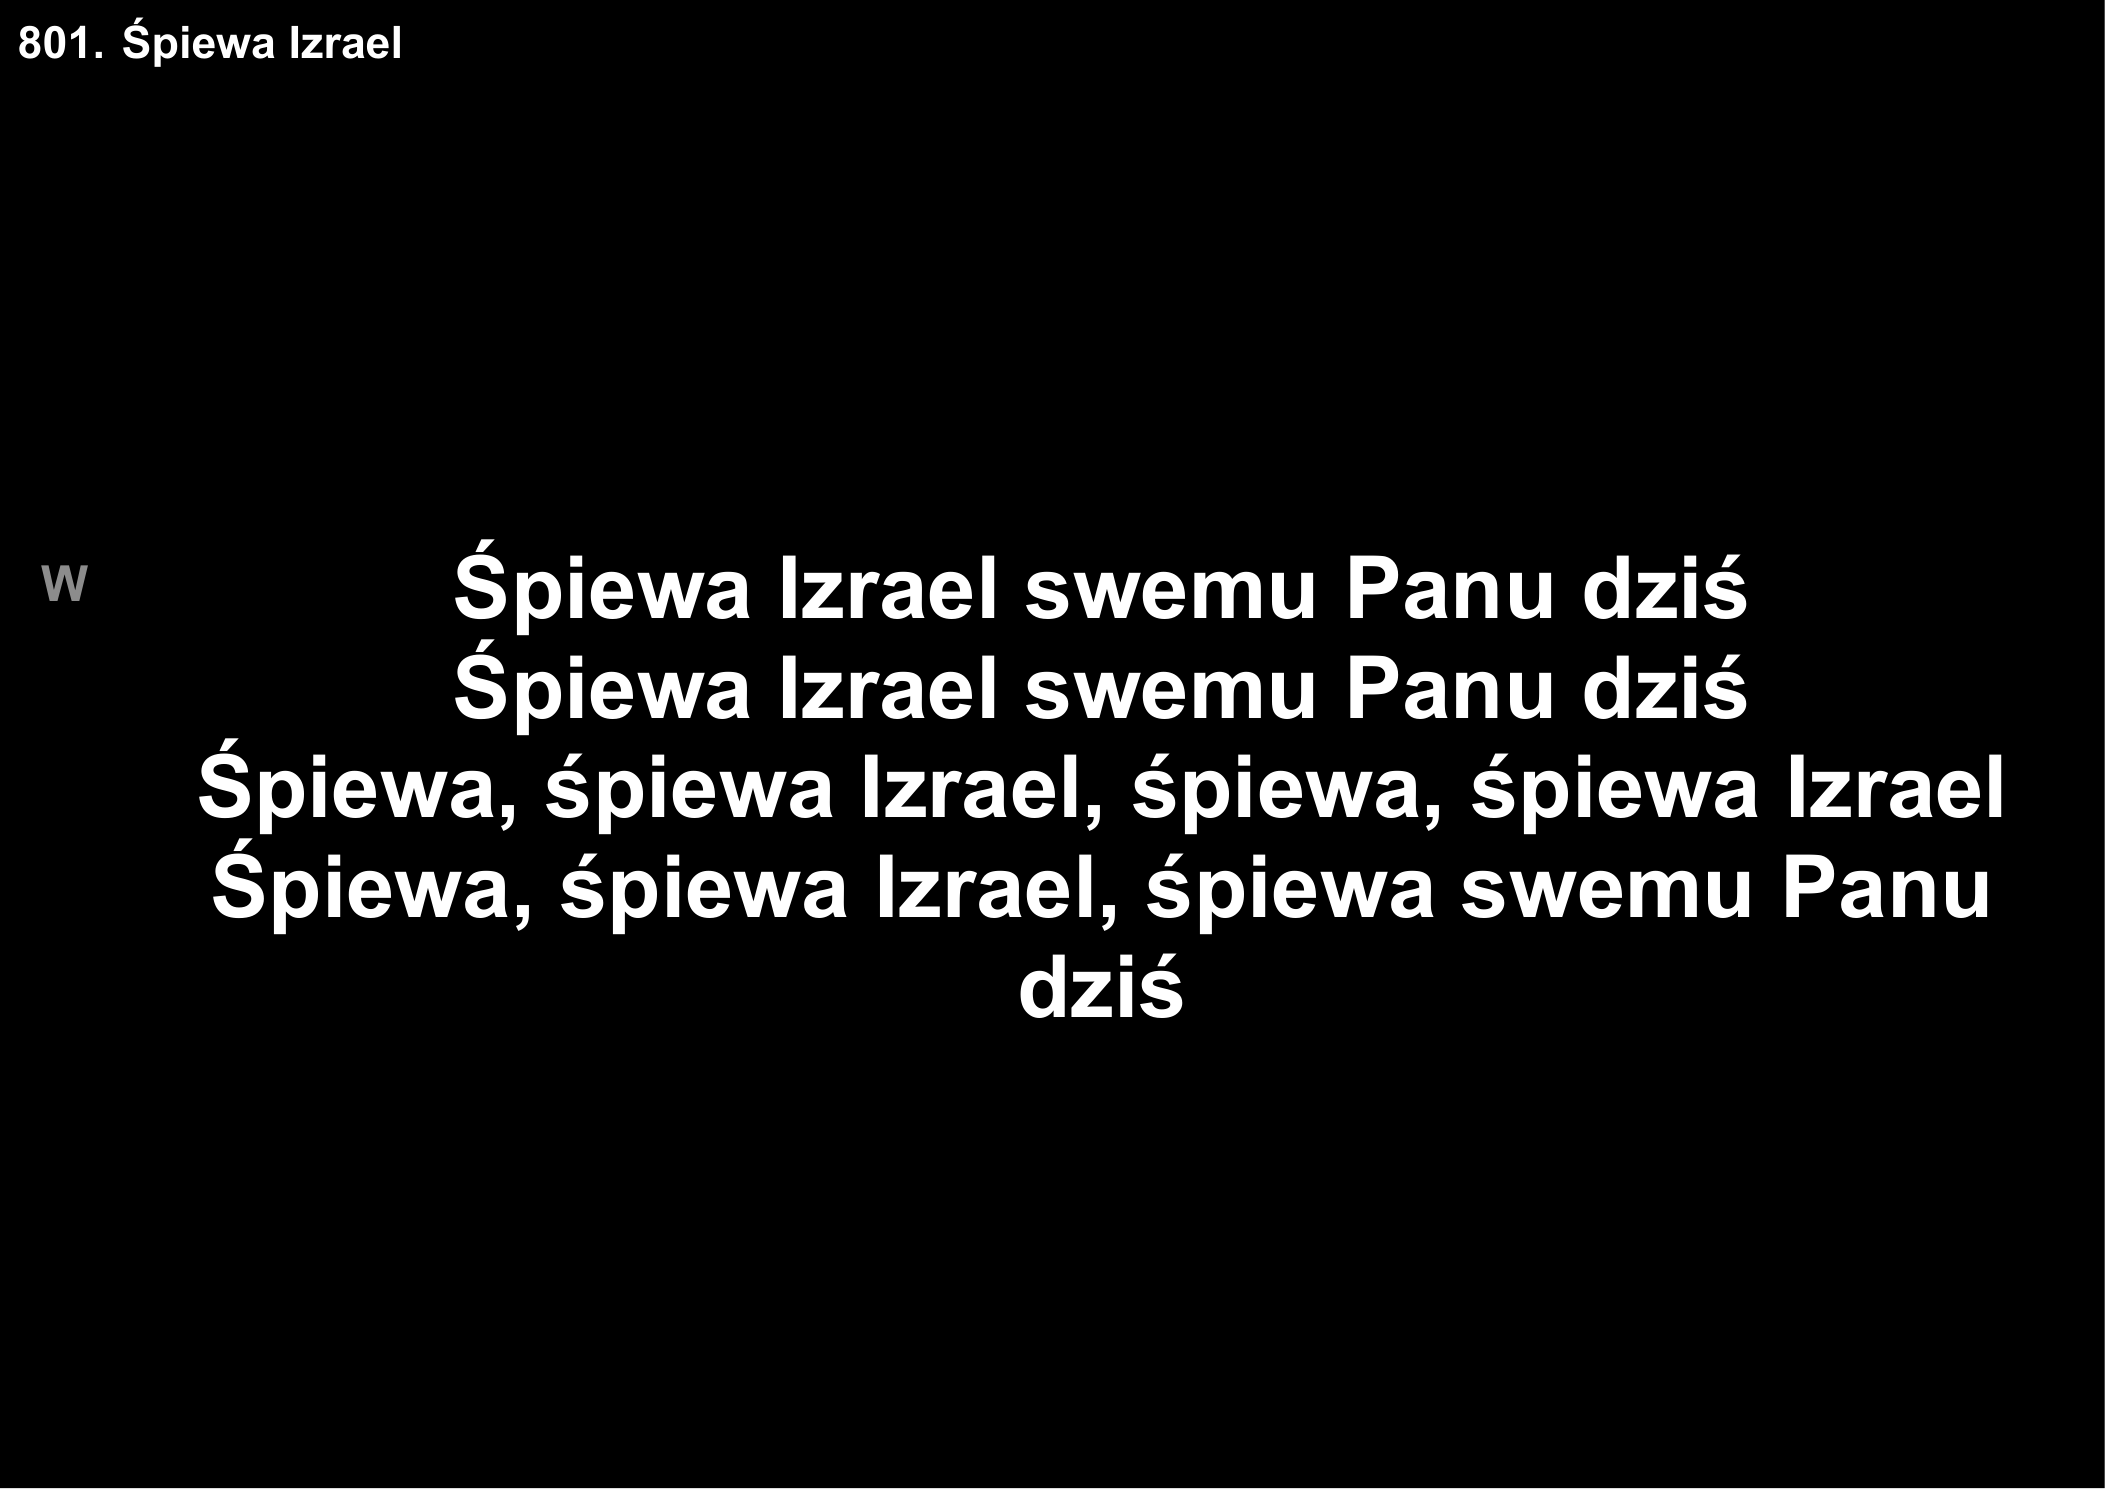 801. Śpiewa Izrael
W
Śpiewa Izrael swemu Panu dziś
Śpiewa Izrael swemu Panu dziś
Śpiewa, śpiewa Izrael, śpiewa, śpiewa Izrael
Śpiewa, śpiewa Izrael, śpiewa swemu Panu
dziś